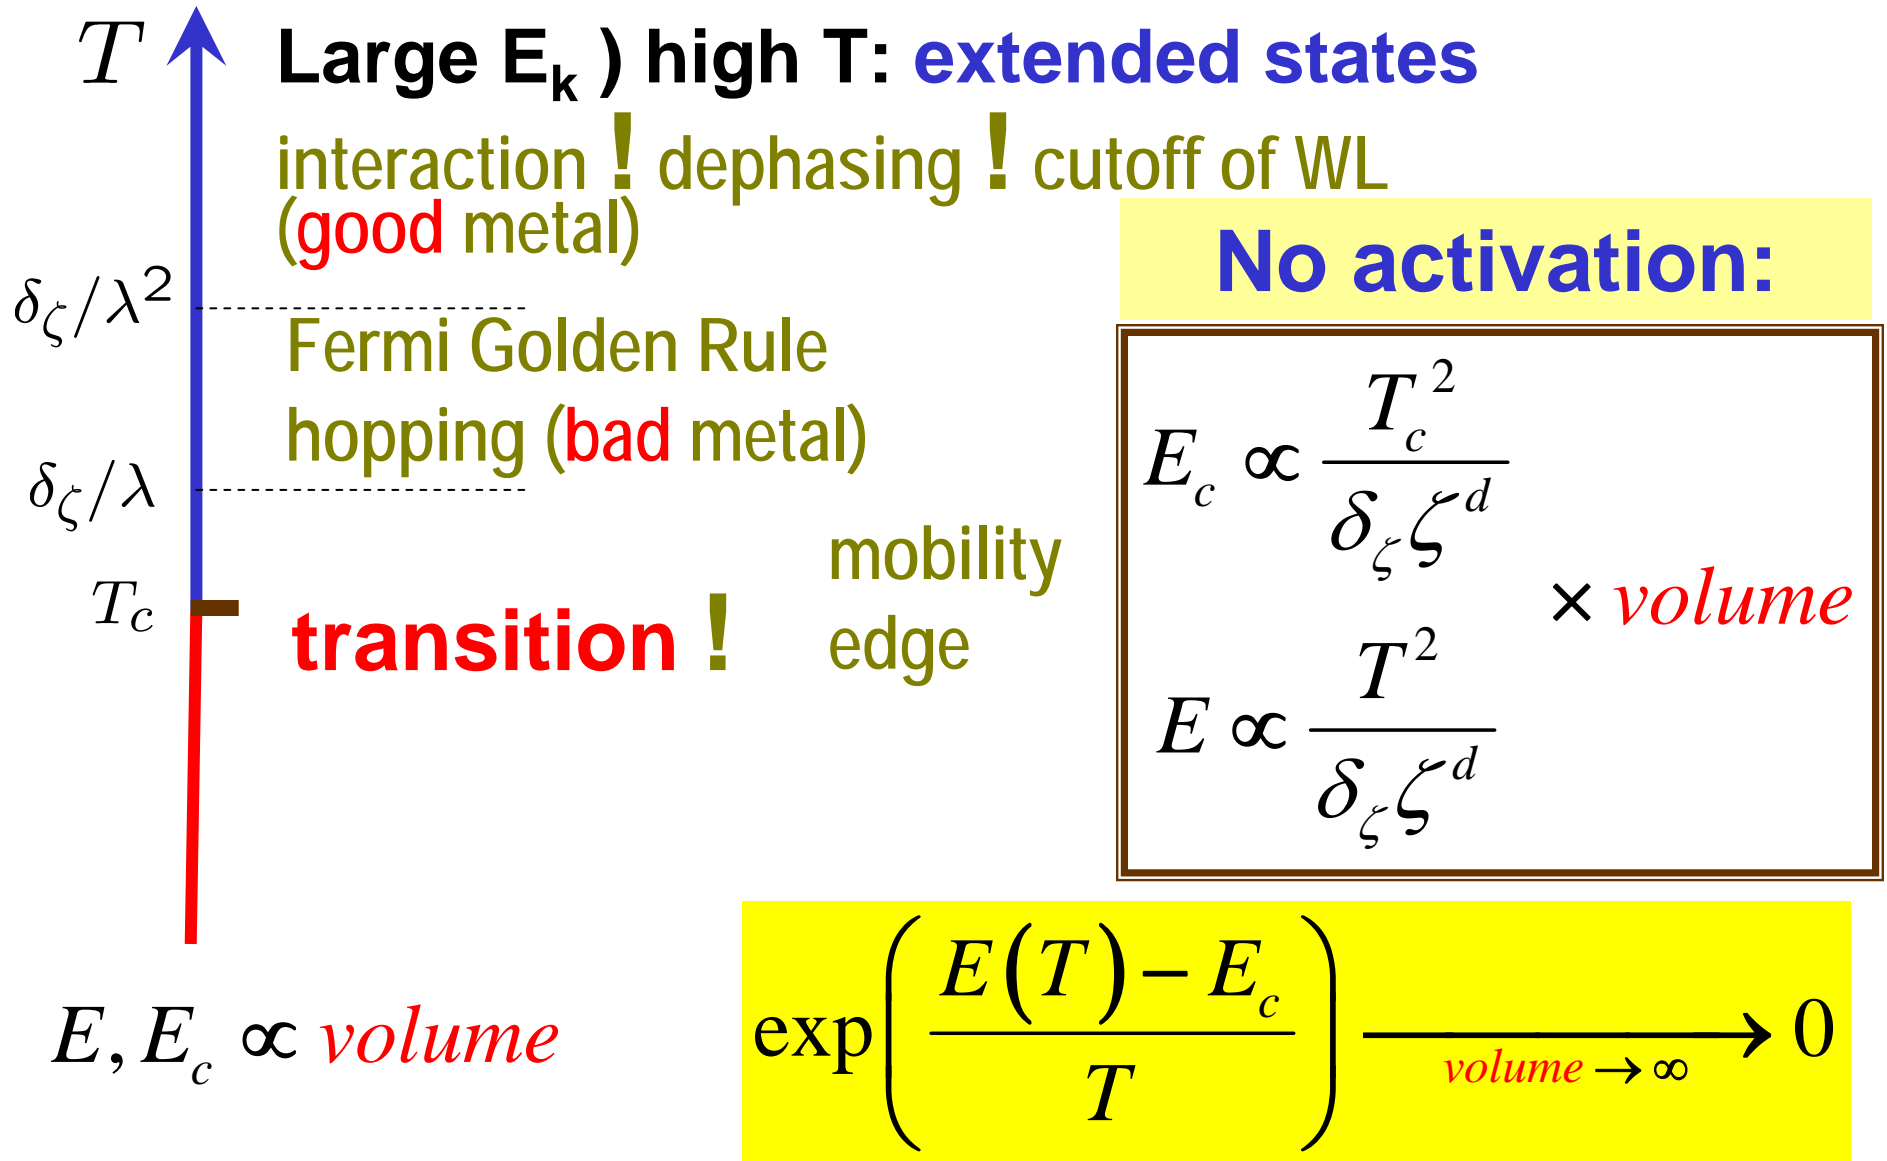 T
Large E_k ) high T: extended states
interaction ! dephasing ! cutoff of WL
(good metal)
No activation:
δ_ζ/λ²
Fermi Golden Rule
hopping (bad metal)
δ_ζ/λ
E_c ∝ T_c² / δ_ζ ζ^d
× volume
E ∝ T² / δ_ζ ζ^d
mobility
edge
T_c
transition !
E, E_c ∝ volume
exp( (E(T) − E_c) / T ) → 0
volume → ∞